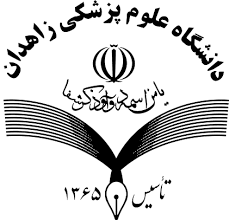 دانشگاه علوم پزشکی زاهدان
یا من اسمه دواء و ذکره شفاء
تأسیس ۱۳۶۵